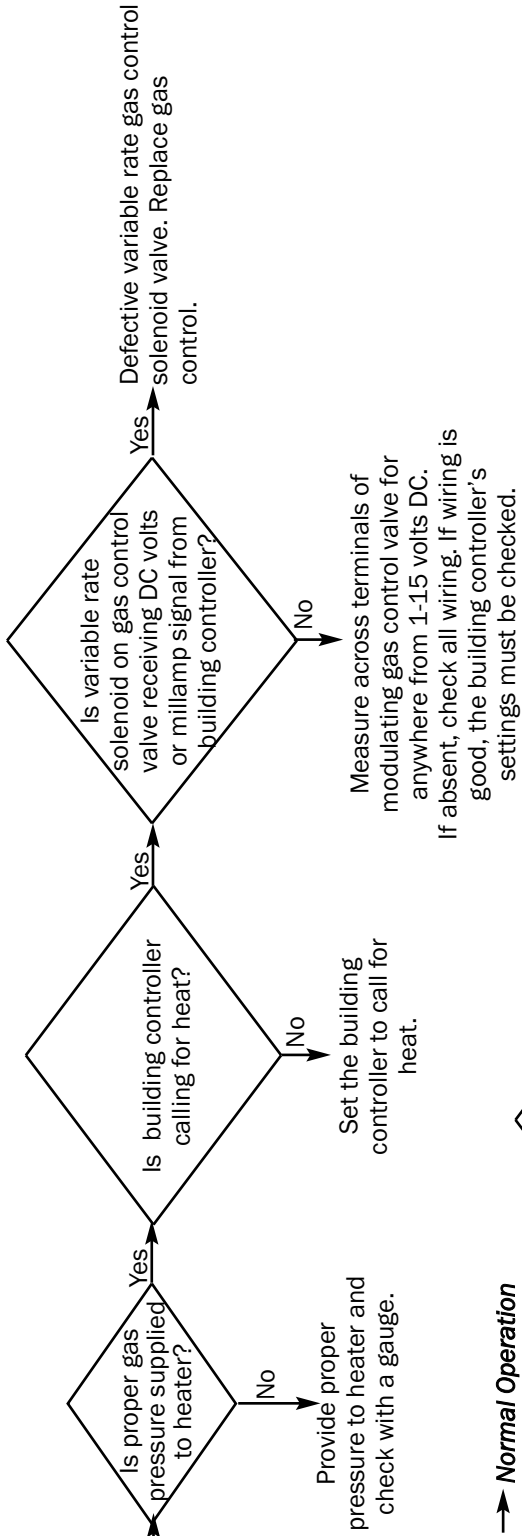 Is proper gas
pressure supplied
to heater?
Yes
No
Provide proper
pressure to heater and
check with a gauge.
Is building controller
calling for heat?
Yes
No
Set the building
controller to call for
heat.
Is variable rate
solenoid on gas control
valve receiving DC volts
or millamp signal from
building controller?
Yes
No
Measure across terminals of
modulating gas control valve for
anywhere from 1-15 volts DC.
If absent, check all wiring. If wiring is
good, the building controller's
settings must be checked.
Defective variable rate gas control
solenoid valve. Replace gas
control.
Normal Operation